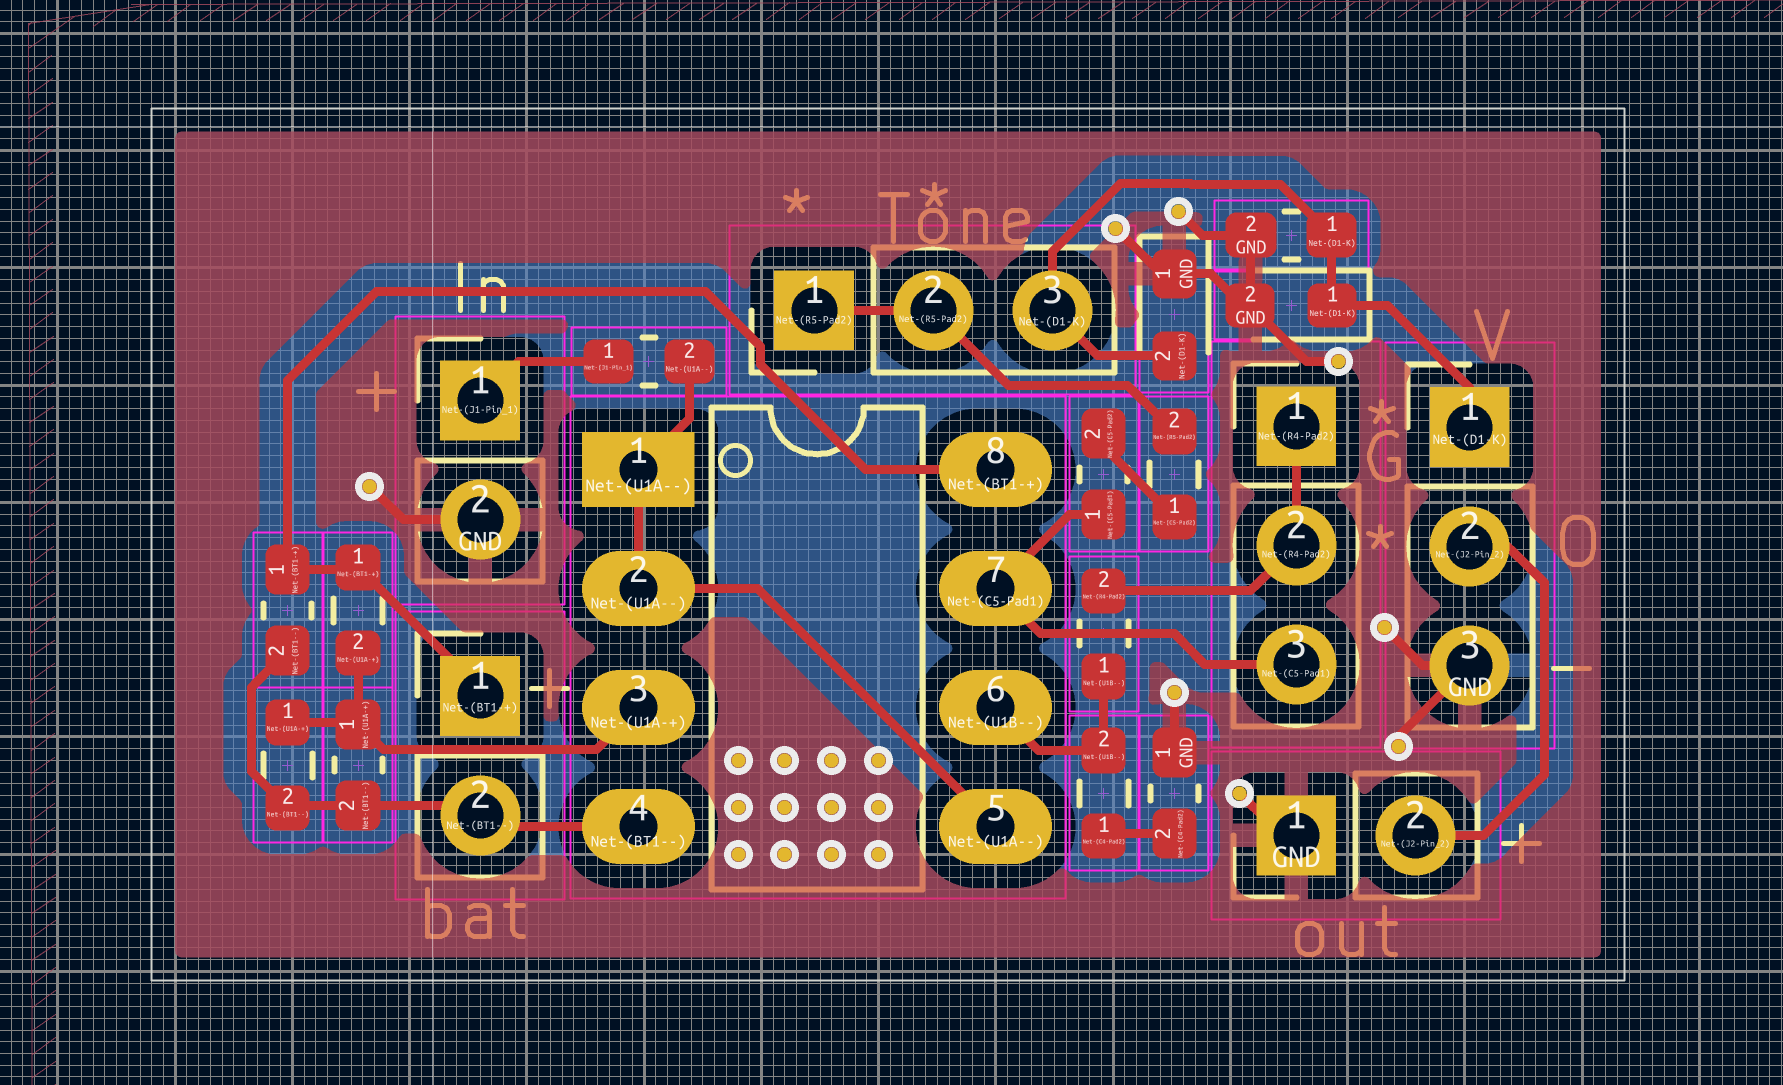 * Tone *
2
GND
1
Net-(D1-K)
1
GND
In
1
Net-(R5-Pad2)
2
Net-(R5-Pad2)
3
Net-(D1-K)
2
GND
1
Net-(D1-K)
V
+
1
Net-(J1-Pin_1)
1
Net-(J1-Pin_1)
2
Net-(U1A--)
2
Net-(D1-K)
1
Net-(R4-Pad2)
*
G
*
1
Net-(D1-K)
1
Net-(U1A--)
8
Net-(BT1-+)
2
Net-(C5-Pad2)
2
Net-(R5-Pad2)
2
GND
1
Net-(C5-Pad1)
1
Net-(C5-Pad2)
2
Net-(R4-Pad2)
2
Net-(J2-Pin_2)
O
1
Net-(BT1-+)
1
Net-(BT1-+)
2
Net-(U1A--)
7
Net-(C5-Pad1)
2
Net-(R4-Pad2)
2
Net-(BT1--)
2
Net-(U1A-+)
1
Net-(BT1-+)
+
3
Net-(U1A-+)
6
Net-(U1B--)
1
Net-(U1B--)
3
Net-(C5-Pad1)
3
GND
-
1
Net-(U1A-+)
1
Net-(U1A-+)
2
Net-(U1B--)
1
GND
2
Net-(BT1--)
2
Net-(BT1--)
2
Net-(BT1--)
4
Net-(BT1--)
5
Net-(U1A--)
1
Net-(C4-Pad2)
2
Net-(C4-Pad2)
1
GND
2
Net-(J2-Pin_2)
+
bat
out